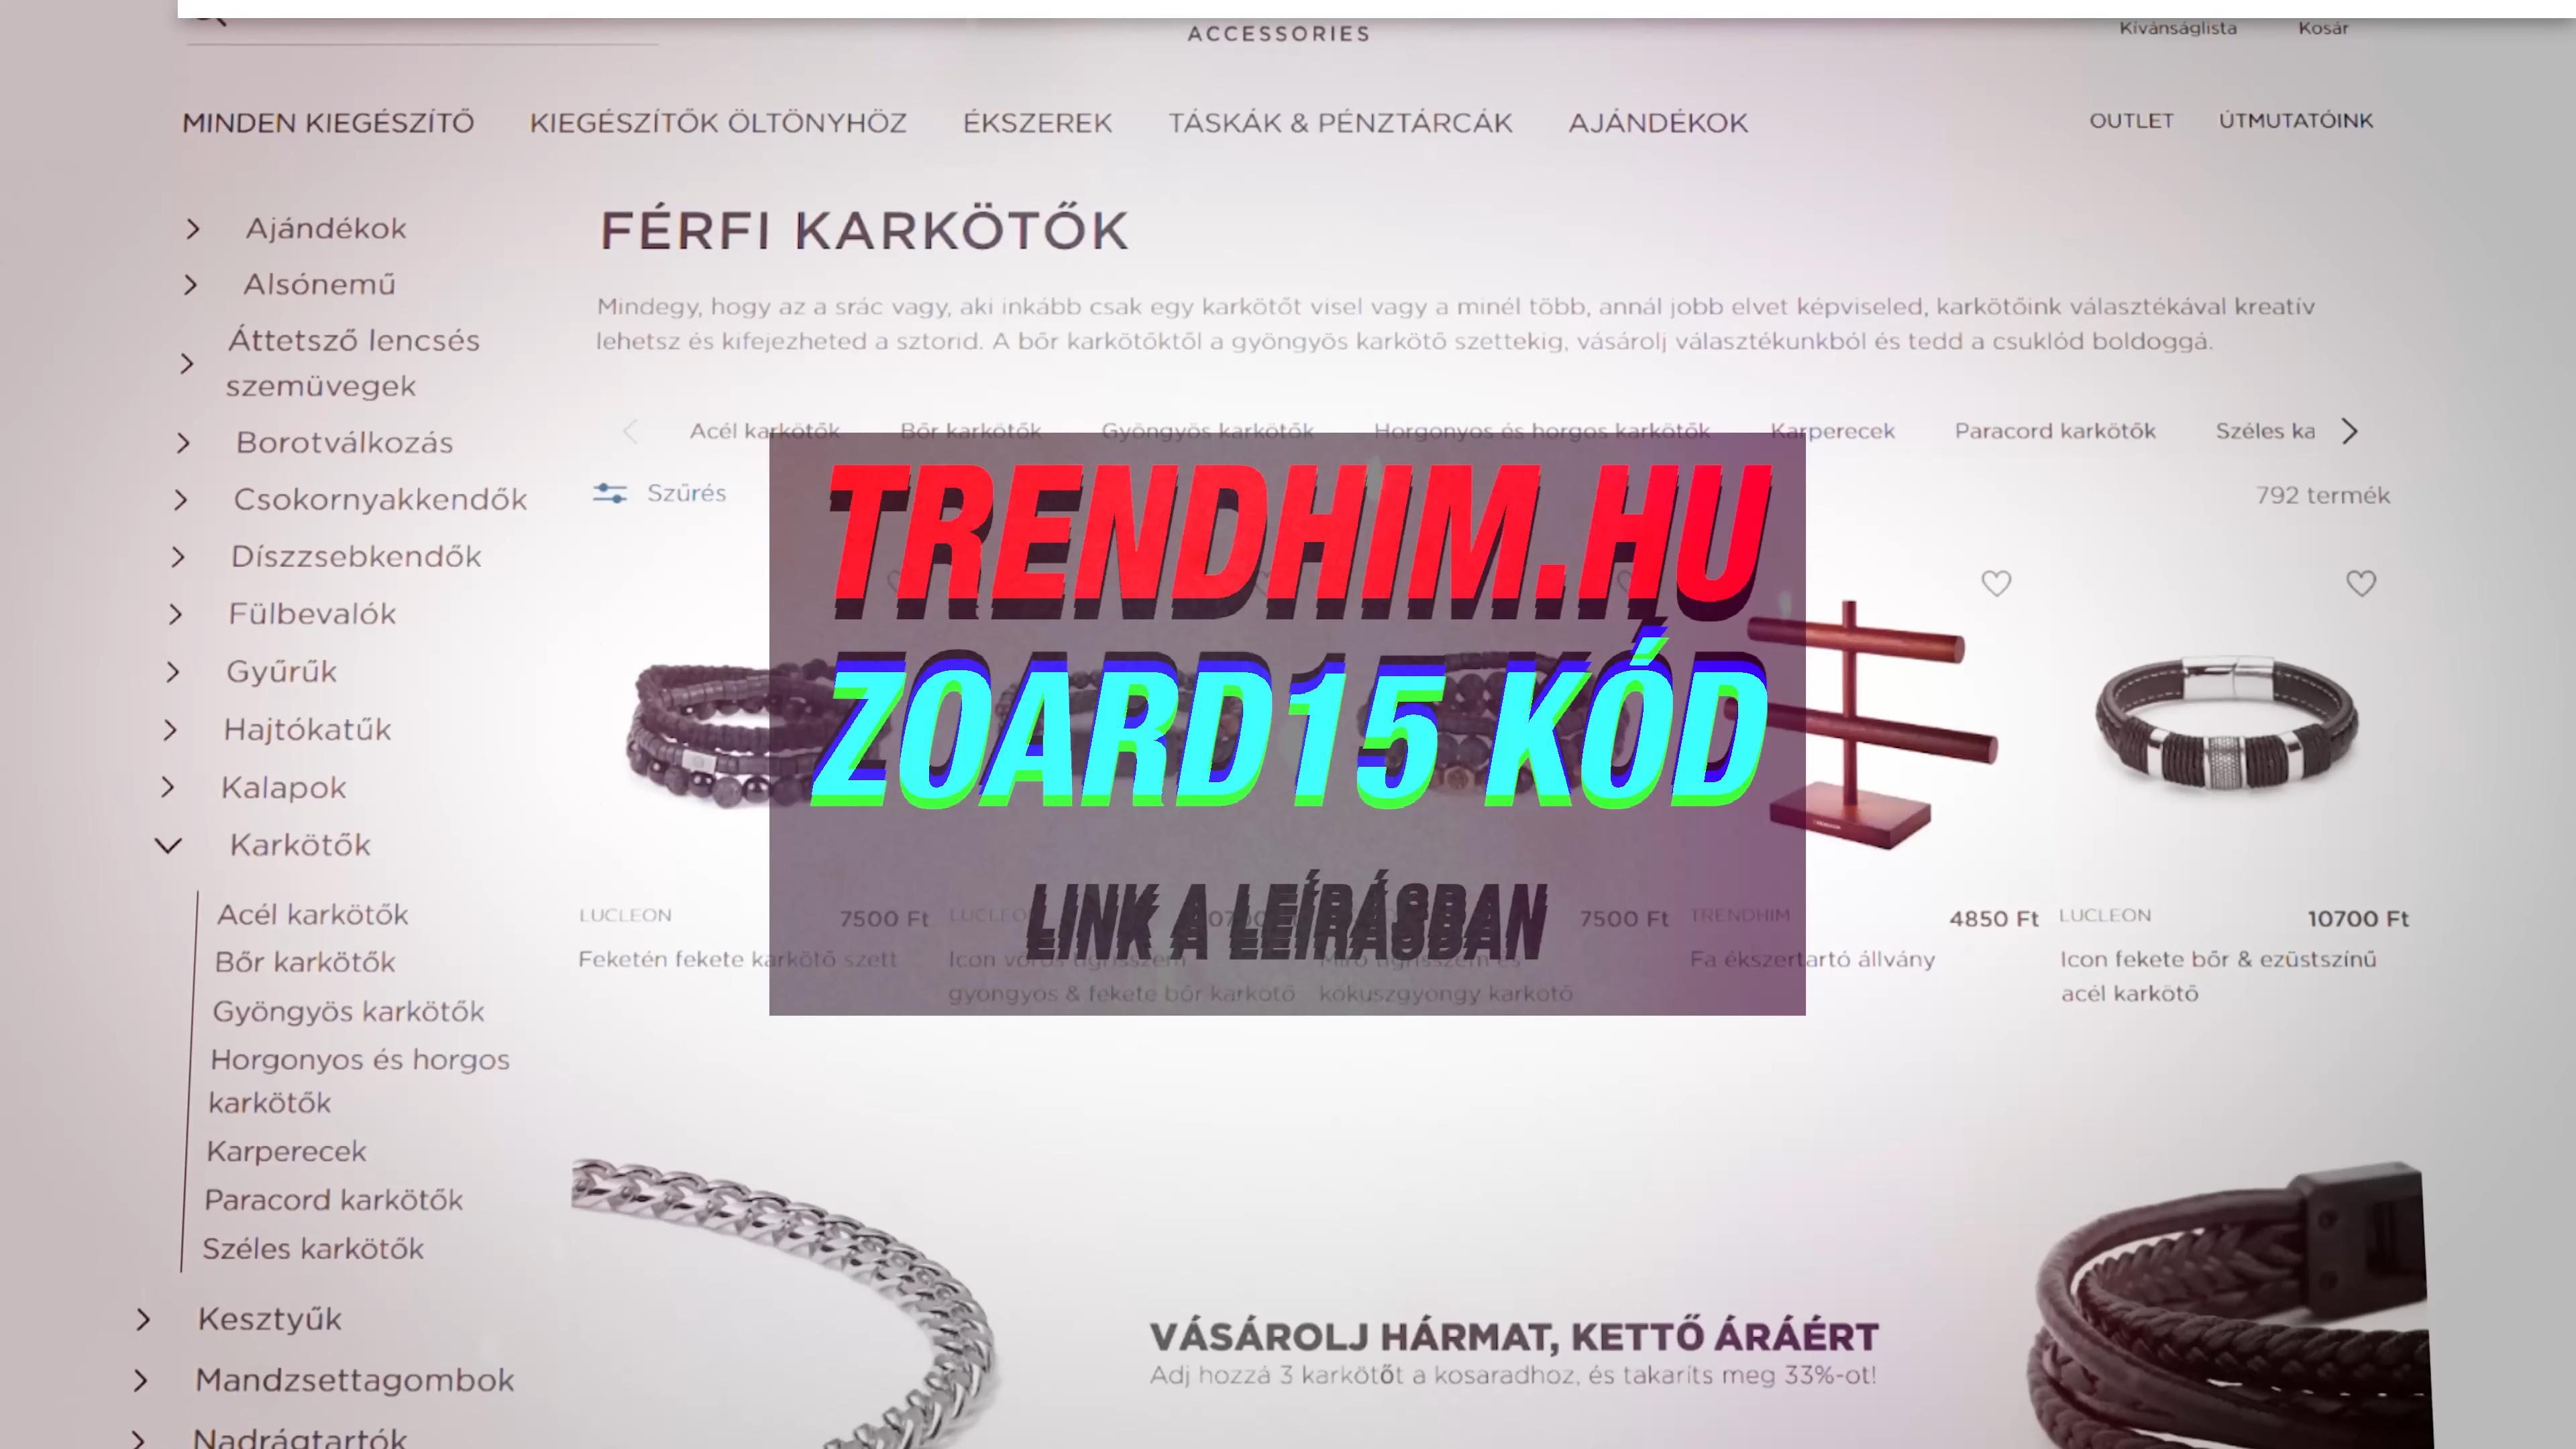 ACCESSORIES
Kívánságlista
Kosár
MINDEN KIEGÉSZÍTŐ
KIEGÉSZÍTŐK ÖLTÖNYHÖZ
ÉKSZEREK
TÁSKÁK & PÉNZTÁRCÁK
AJÁNDÉKOK
OUTLET
ÚTMUTATÓINK
Ajándékok
Alsónemű
Áttetsző lencsés
szemüvegek
Borotválkozás
Csokornyakkendők
Díszzsebkendők
Fülbevalók
Gyűrűk
Hajtókatűk
Kalapok
Karkötők
Acél karkötők
Bőr karkötők
Gyöngyös karkötők
Horgonyos és horgos
karkötők
Karperecek
Paracord karkötők
Széles karkötők
Kesztyűk
Mandzsettagombok
Nadrágtartók
FÉRFI KARKÖTŐK
Mindegy, hogy az a srác vagy, aki inkább csak egy karkötőt visel vagy a minél több, annál jobb elvet képviseled, karkötőink választékával kreatív
lehetsz és kifejezheted a sztorid. A bőr karkötőktől a gyöngyös karkötő szettekig, vásárolj választékunkból és tedd a csuklód boldoggá.
Acél karkötők
Bőr karkötők
Gyöngyös karkötők
Horgonyos és horgos karkötők
Karperecek
Paracord karkötők
Széles ka
Szűrés
792 termék
TRENDHIM.HU
ZOARD15 KÓD
LINK A LEÍRÁSBAN
LUCLEON
7500 Ft
Feketén fekete karkötő szett
gyöngyös & fekete bőr karkötő
7500 Ft
kókuszgyöngy karkötő
TRENDHIM
4850 Ft
Fa ékszertartó állvány
LUCLEON
10700 Ft
Icon fekete bőr & ezüstszínű
acél karkötő
VÁSÁROLJ HÁRMAT, KETTŐ ÁRÁÉRT
Adj hozzá 3 karkötőt a kosaradhoz, és takaríts meg 33%-ot!